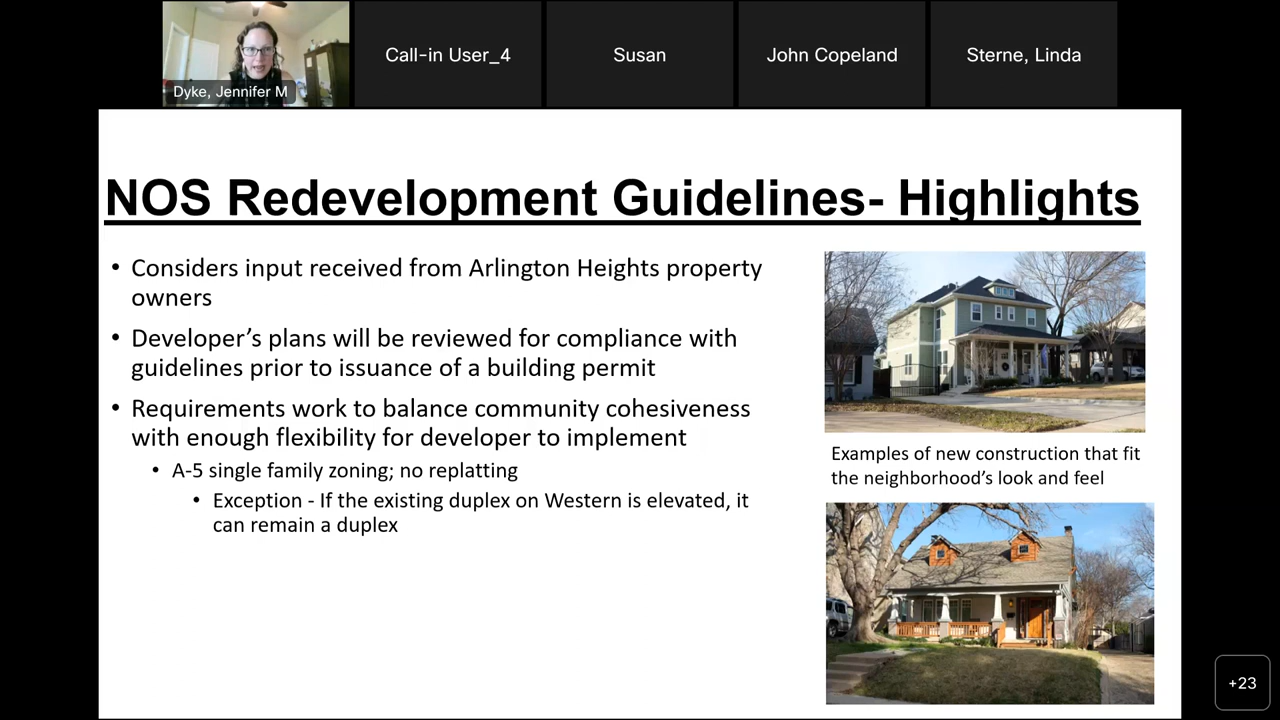 Dyke, Jennifer M
Call-in User_4
Susan
John Copeland
Sterne, Linda
NOS Redevelopment Guidelines- Highlights
• Considers input received from Arlington Heights property
owners
• Developer’s plans will be reviewed for compliance with
guidelines prior to issuance of a building permit
• Requirements work to balance community cohesiveness
with enough flexibility for developer to implement
• A-5 single family zoning; no replatting
• Exception - If the existing duplex on Western is elevated, it
can remain a duplex
Examples of new construction that fit
the neighborhood’s look and feel
+23